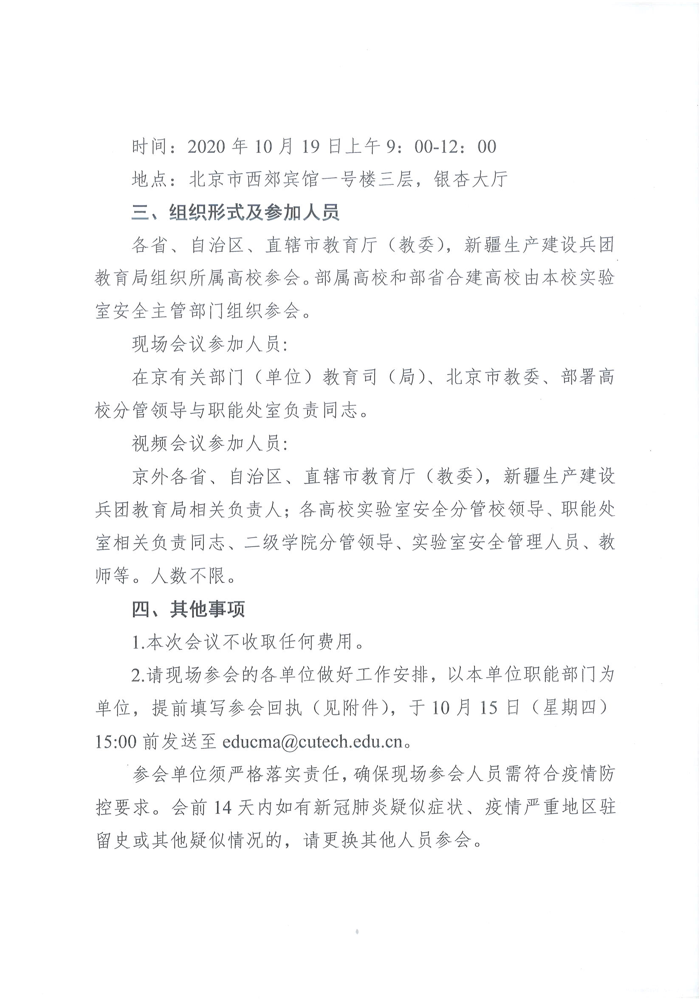 时间：2020 年 10 月 19 日上午 9：00-12：00
地点：北京市西郊宾馆一号楼三层，银杏大厅
三、组织形式及参加人员
各省、自治区、直辖市教育厅（教委），新疆生产建设兵团
教育局组织所属高校参会。部属高校和部省合建高校由本校实验
室安全主管部门组织参会。
现场会议参加人员:
在京有关部门（单位）教育司（局）、北京市教委、部署高
校分管领导与职能处室负责同志。
视频会议参加人员:
京外各省、自治区、直辖市教育厅（教委），新疆生产建设
兵团教育局相关负责人；各高校实验室安全分管校领导、职能处
室相关负责同志、二级学院分管领导、实验室安全管理人员、教
师等。人数不限。
四、其他事项
1.本次会议不收取任何费用。
2.请现场参会的各单位做好工作安排，以本单位职能部门为
单位，提前填写参会回执（见附件），于 10 月 15 日（星期四）
15:00 前发送至 educma@cutech.edu.cn。
参会单位须严格落实责任，确保现场参会人员需符合疫情防
控要求。会前 14 天内如有新冠肺炎疑似症状、疫情严重地区驻
留史或其他疑似情况的，请更换其他人员参会。